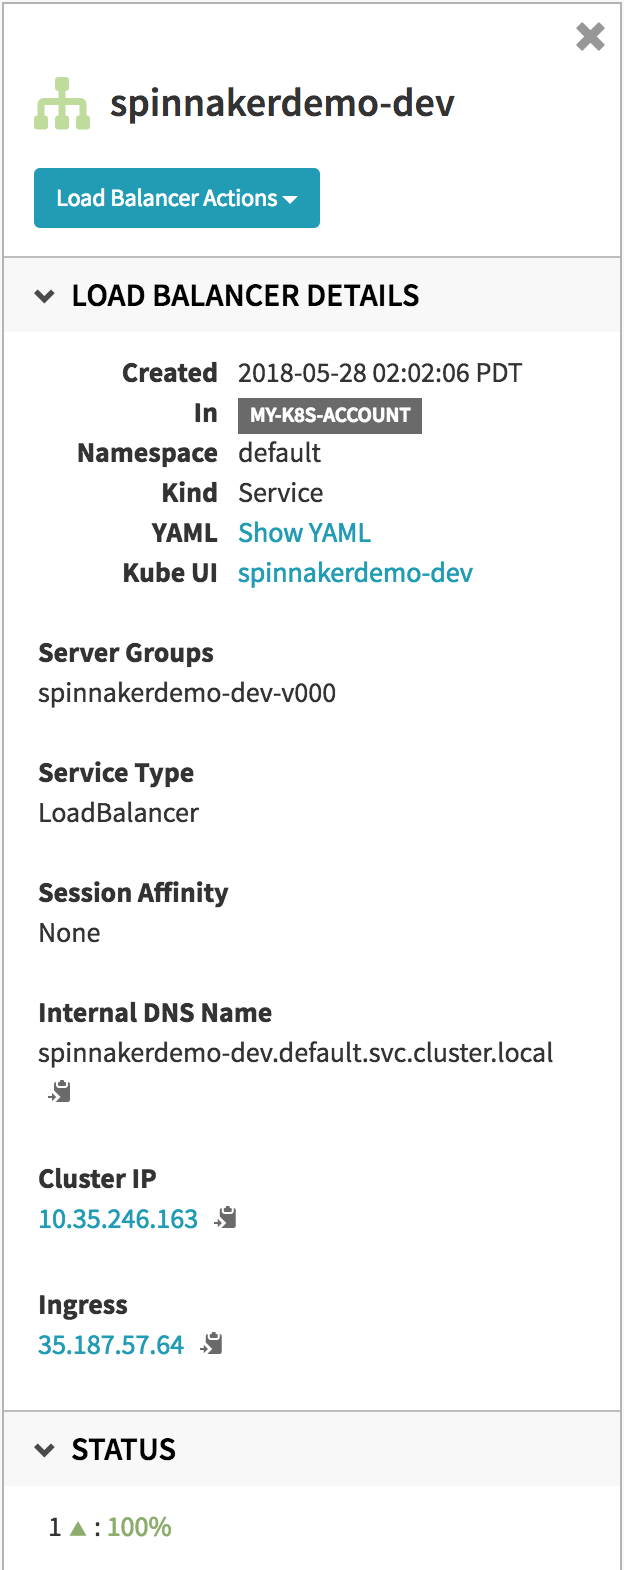 spinnakerdemo-dev
Load Balancer Actions
LOAD BALANCER DETAILS
Created 2018-05-28 02:02:06 PDT
In MY-K8S-ACCOUNT
Namespace default
Kind Service
YAML Show YAML
Kube UI spinnakerdemo-dev
Server Groups
spinnakerdemo-dev-v000
Service Type
LoadBalancer
Session Affinity
None
Internal DNS Name
spinnakerdemo-dev.default.svc.cluster.local
Cluster IP
10.35.246.163
Ingress
35.187.57.64
STATUS
1 ▲ : 100%